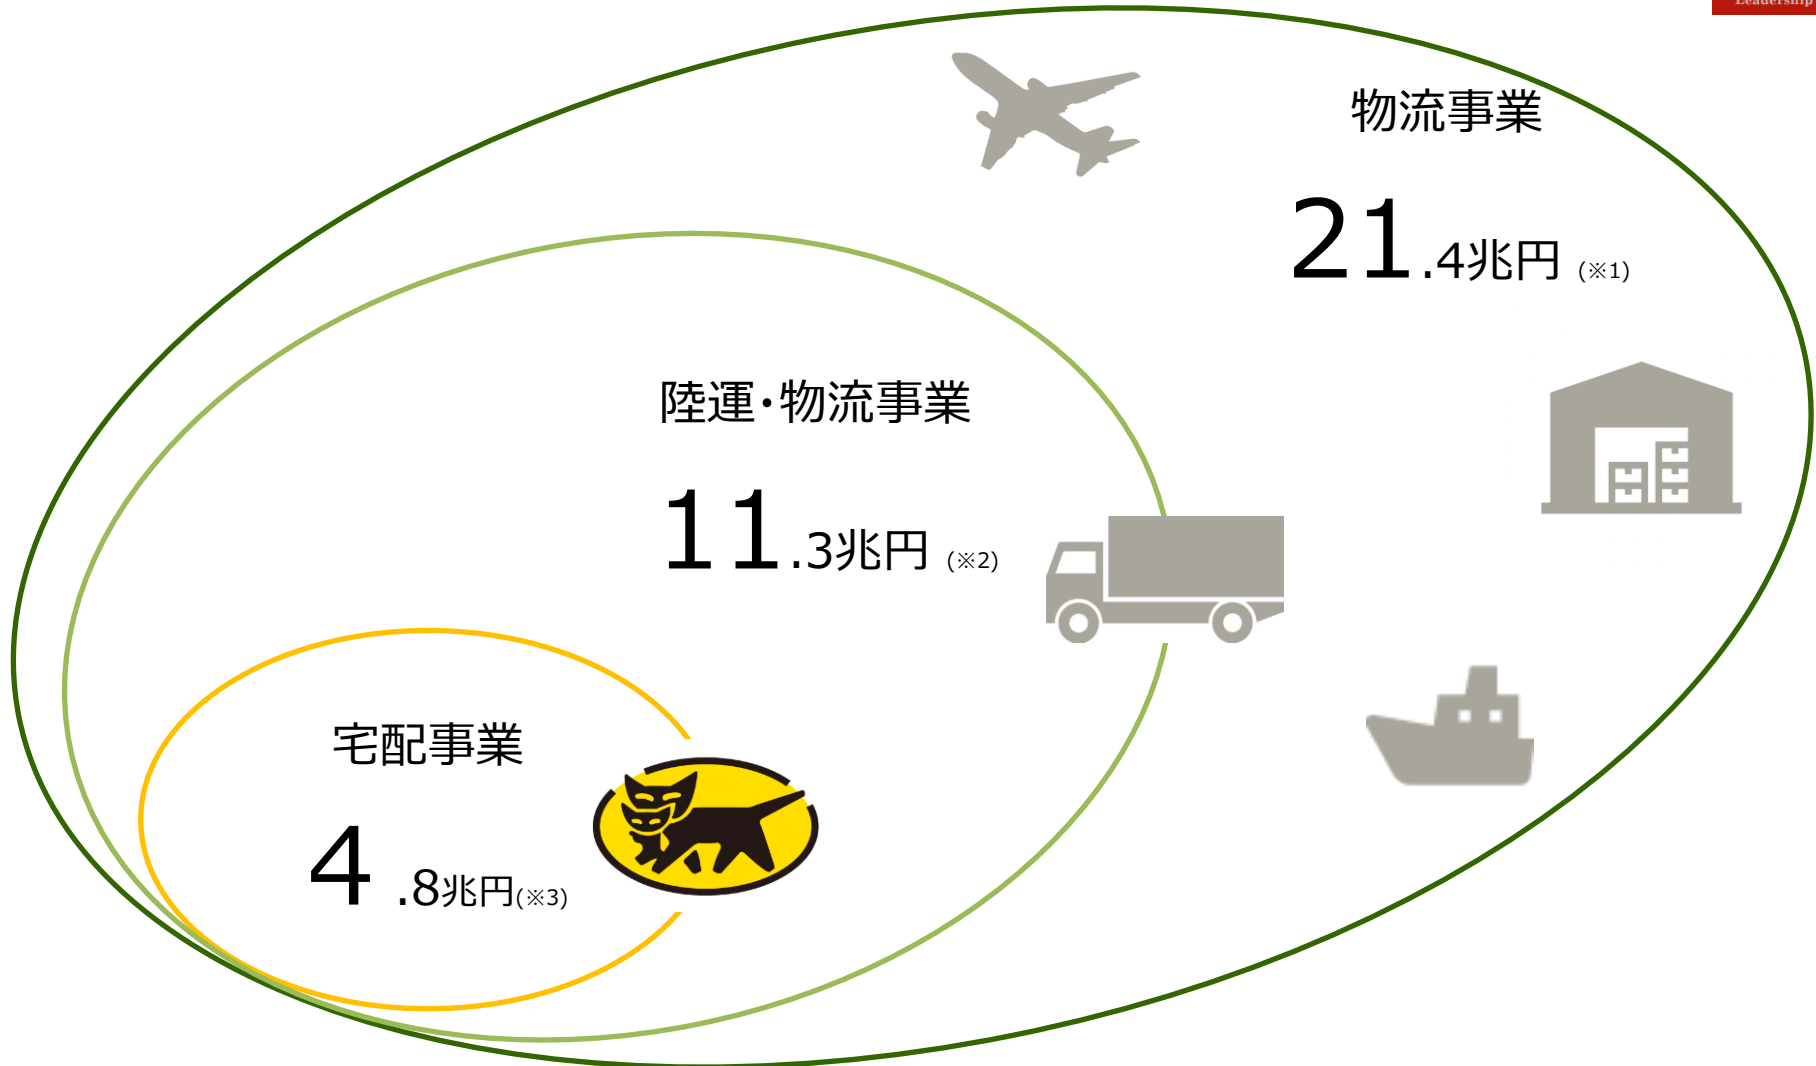 Leadership
物流事業
21.4兆円 (※1)
陸運・物流事業
11.3兆円 (※2)
宅配事業
4.8兆円(※3)